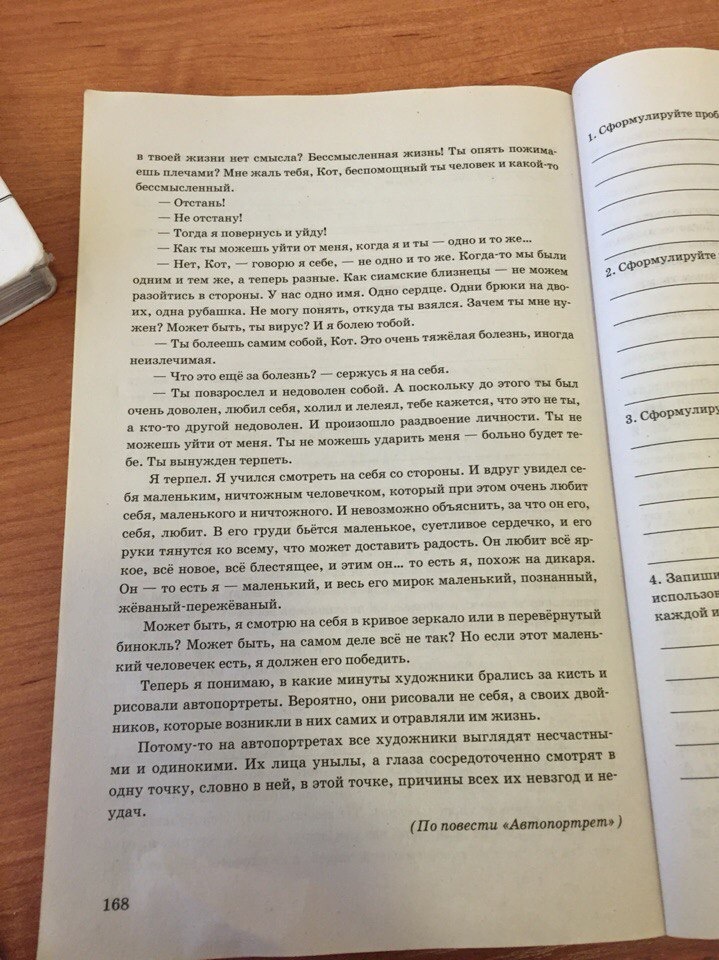 в твоей жизни нет смысла? Бессмысленная жизнь! Ты опять пожима-
ешь плечами? Мне жаль тебя, Кот, беспомощный ты человек и какой-то
бессмысленный.
— Отстань!
— Не отстану!
— Тогда я повернусь и уйду!
— Как ты можешь уйти от меня, когда я и ты — одно и то же...
— Нет, Кот, — говорю я себе, — не одно и то же. Когда-то мы были
одним и тем же, а теперь разные. Как сиамские близнецы — не можем
разойтись в стороны. У нас одно имя. Одно сердце. Одни брюки на дво-
их, одна рубашка. Не могу понять, откуда ты взялся. Зачем ты мне ну-
жен? Может быть, ты вирус? И я болею тобой.
— Ты болеешь самим собой, Кот. Это очень тяжёлая болезнь, иногда
неизлечимая.
— Что это ещё за болезнь? — сержусь я на себя.
— Ты повзрослел и недоволен собой. А поскольку до этого ты был
очень доволен, любил себя, холил и лелеял, тебе кажется, что это не ты,
а кто-то другой недоволен. И произошло раздвоение личности. Ты не
можешь уйти от меня. Ты не можешь ударить меня — больно будет те-
бе. Ты вынужден терпеть.
Я терпел. Я учился смотреть на себя со стороны. И вдруг увидел се-
бя маленьким, ничтожным человечком, который при этом очень любит
себя, маленького и ничтожного. И невозможно объяснить, за что он его,
себя, любит. В его груди бьётся маленькое, суетливое сердечко, и его
руки тянутся ко всему, что может доставить радость. Он любит всё яр-
кое, всё новое, всё блестящее, и этим он... то есть я, похож на дикаря.
Он — то есть я — маленький, и весь его мирок маленький, познанный,
жёваный-пережёваный.
Может быть, я смотрю на себя в кривое зеркало или в перевёрнутый
бинокль? Может быть, на самом деле всё не так? Но если этот малень-
кий человечек есть, я должен его победить.
Теперь я понимаю, в какие минуты художники брались за кисть и
рисовали автопортреты. Вероятно, они рисовали не себя, а своих двой-
ников, которые возникли в них самих и отравляли им жизнь.
Потому-то на автопортретах все художники выглядят несчастны-
ми и одинокими. Их лица унылы, а глаза сосредоточенно смотрят в
одну точку, словно в ней, в этой точке, причины всех их невзгод и не-
удач.
(По повести «Автопортрет»)
168
1. Сформулируйте проб
2. Сформулируйте
3. Сформулиру
4. Запиши
использов
каждой и